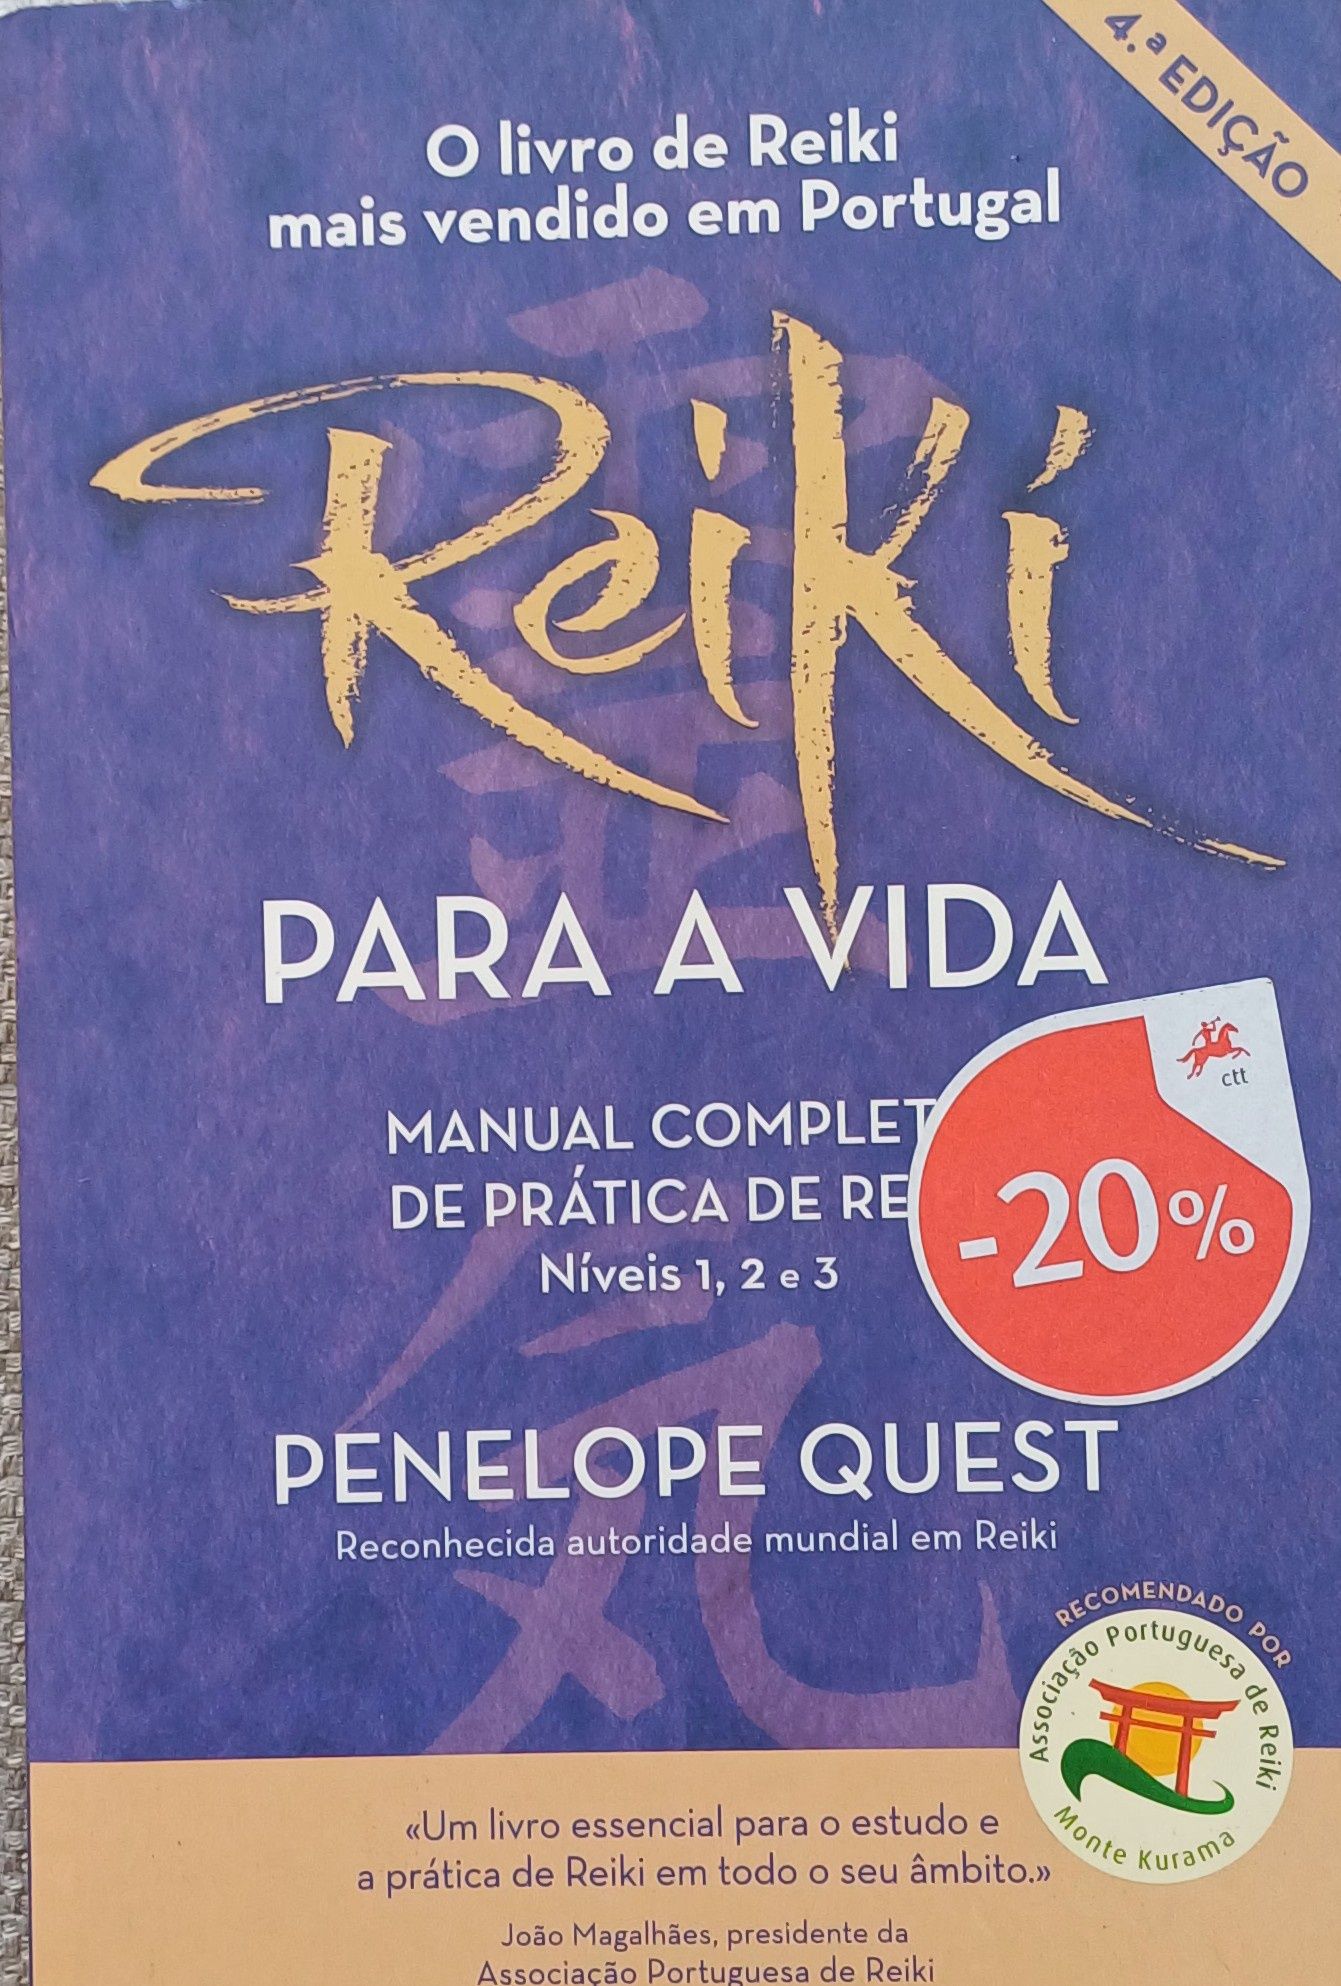 4.ª EDIÇÃO
O livro de Reiki
mais vendido em Portugal
Reiki
PARA A VIDA
MANUAL COMPLET
DE PRÁTICA DE RE
Níveis 1, 2 e 3
ctt
-20%
PENELOPE QUEST
Reconhecida autoridade mundial em Reiki
RECOMENDADO POR
Associação Portuguesa de Reiki
Monte Kurama
«Um livro essencial para o estudo e
a prática de Reiki em todo o seu âmbito.»
João Magalhães, presidente da
Associação Portuguesa de Reiki